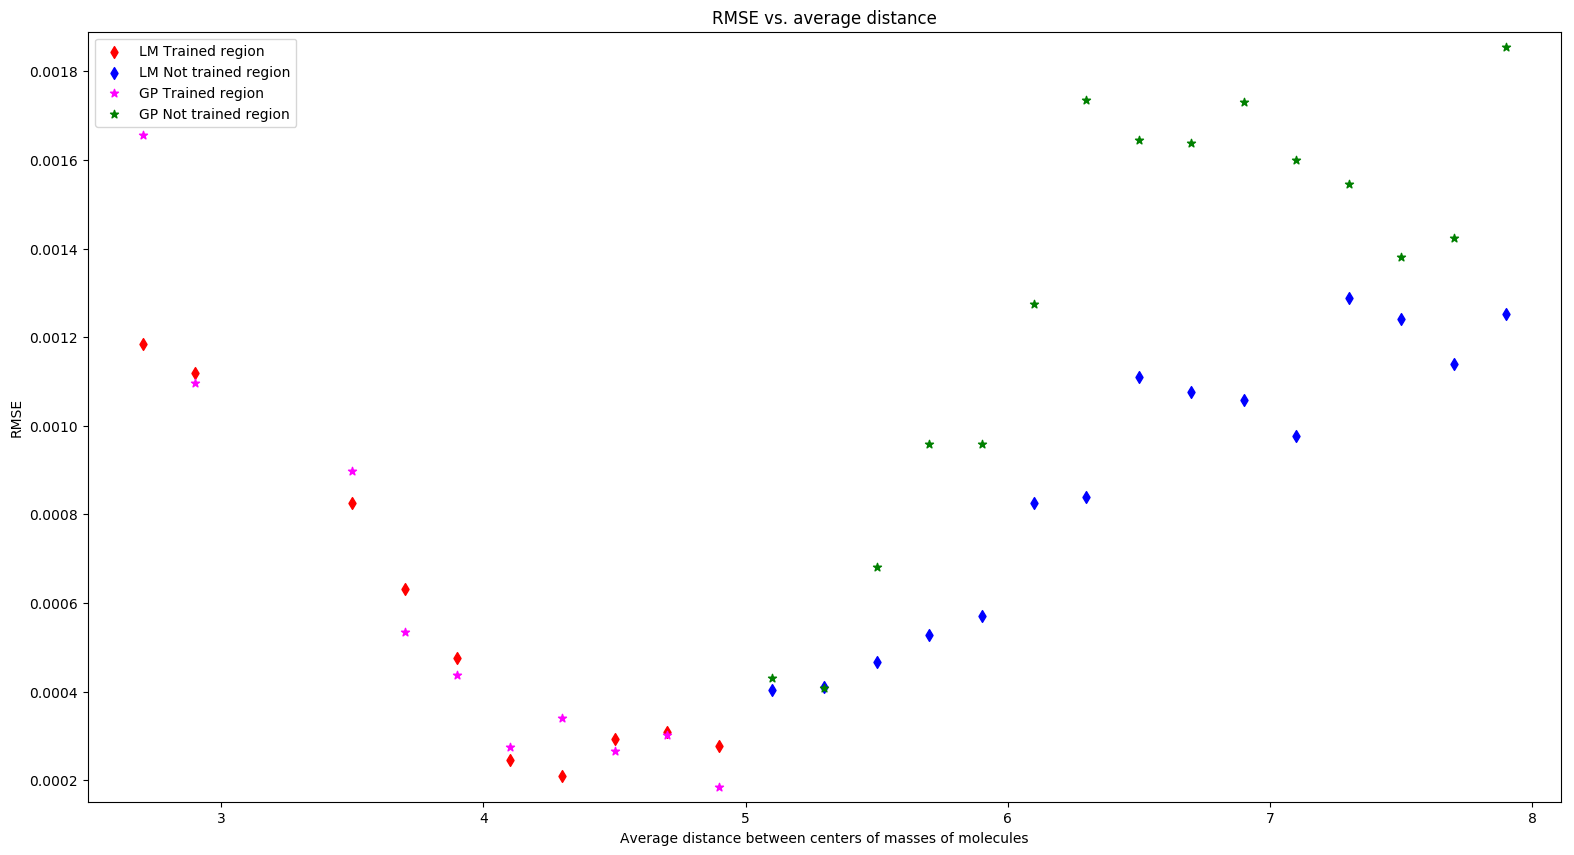 RMSE vs. average distance
LM Trained region
LM Not trained region
GP Trained region
GP Not trained region
0.0018
0.0016
0.0014
0.0012
0.0010
0.0008
0.0006
0.0004
0.0002
RMSE
3 4 5 6 7 8
Average distance between centers of masses of molecules